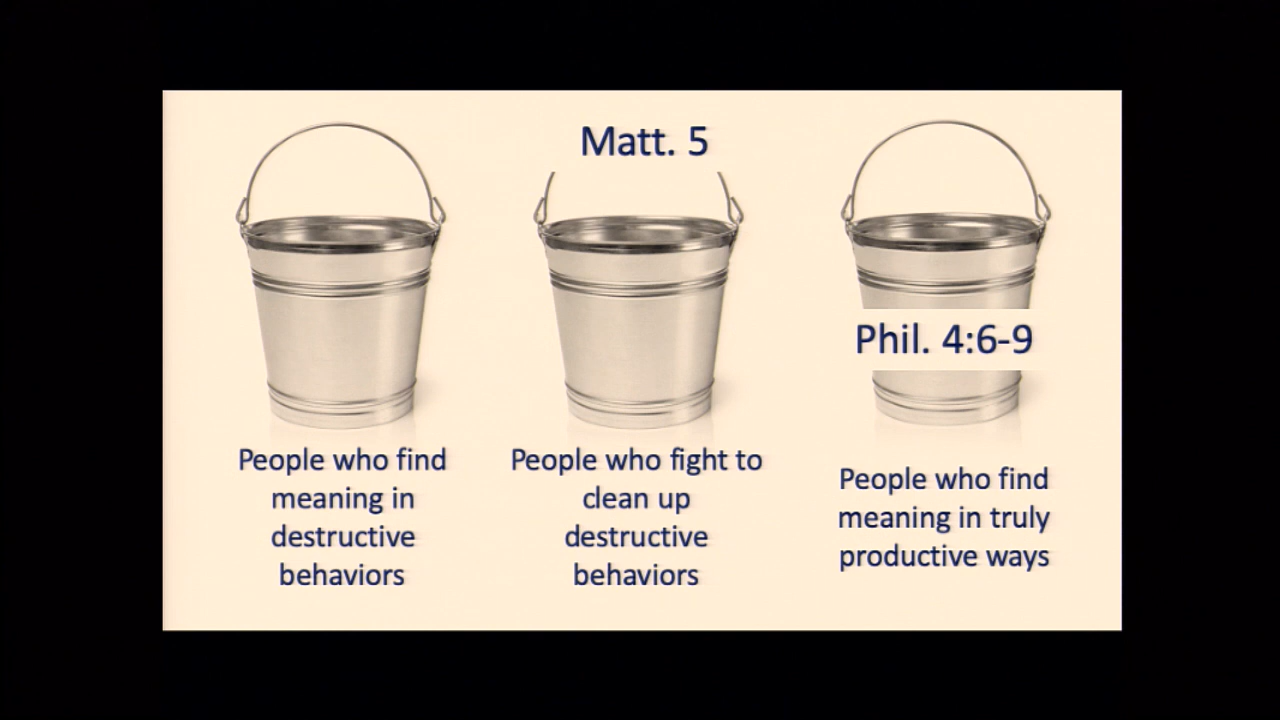 Matt. 5
Phil. 4:6-9
People who find
meaning in
destructive
behaviors
People who fight to
clean up
destructive
behaviors
People who find
meaning in truly
productive ways